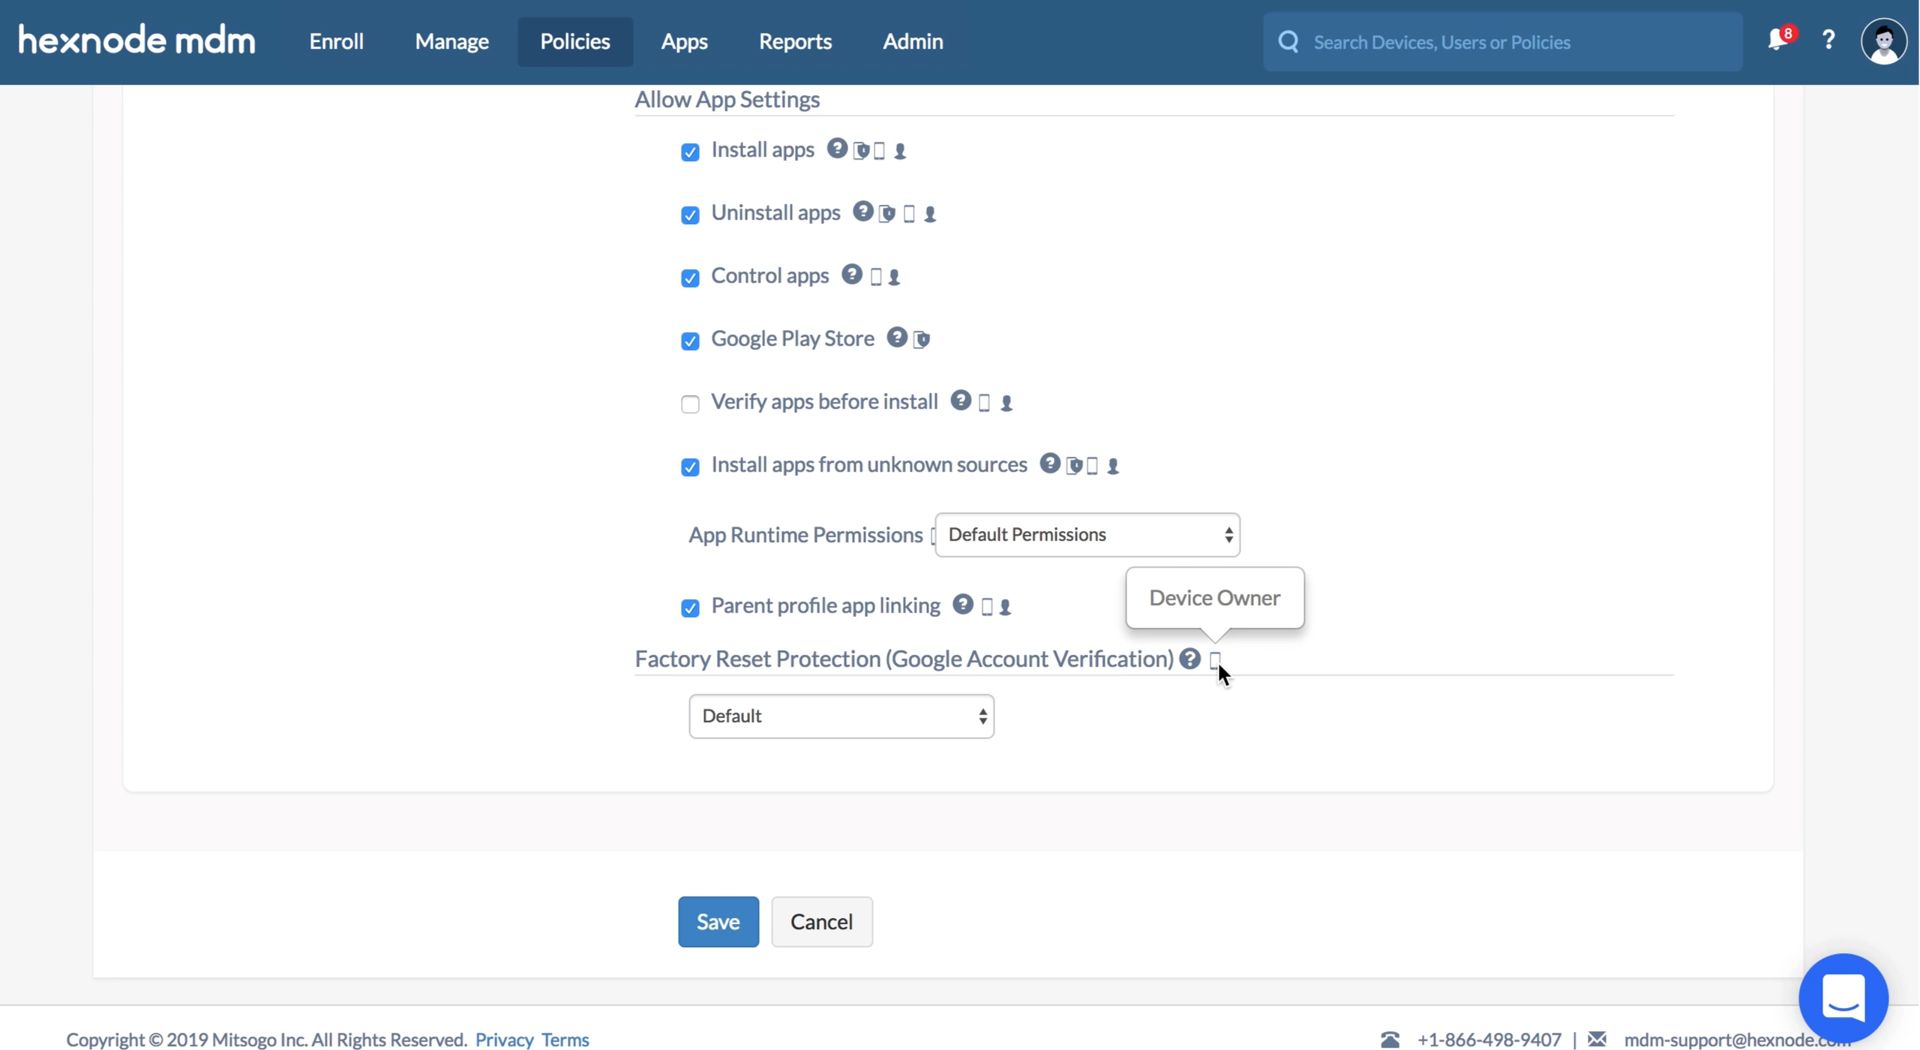 hexnode mdm Enroll Manage Policies Apps Reports Admin Search Devices, Users or Policies 8 ?
Allow App Settings
Install apps ?
Uninstall apps ?
Control apps ?
Google Play Store ?
Verify apps before install ?
Install apps from unknown sources ?
App Runtime Permissions Default Permissions
Device Owner
Parent profile app linking ?
Factory Reset Protection (Google Account Verification) ?
Default
Save Cancel
Copyright © 2019 Mitsogo Inc. All Rights Reserved. Privacy Terms +1-866-498-9407 | mdm-support@hexnode.com